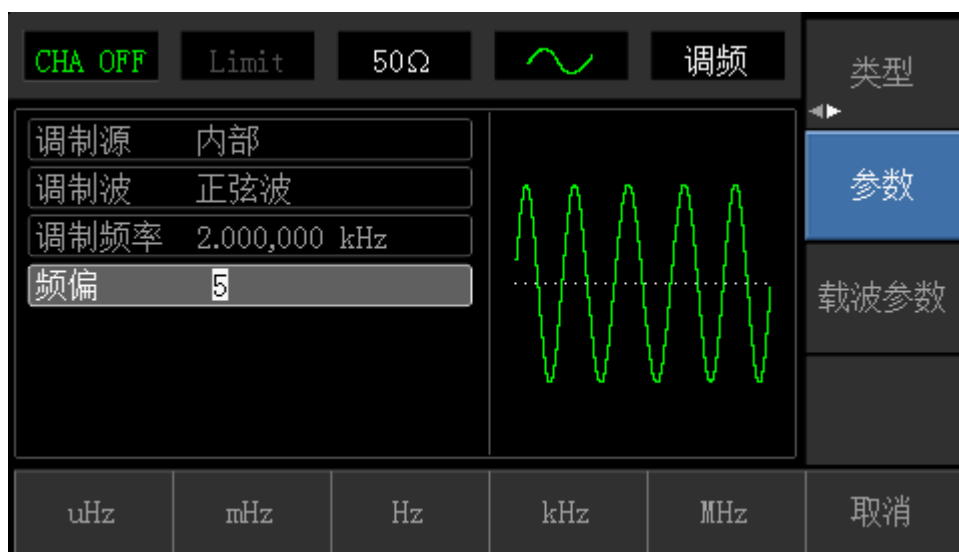 CHA OFF Limit 50Ω 调频
类型
调制源 内部
调制波 正弦波
调制频率 2.000,000 kHz
频偏 5
参数
载波参数
uHz mHz Hz kHz MHz 取消